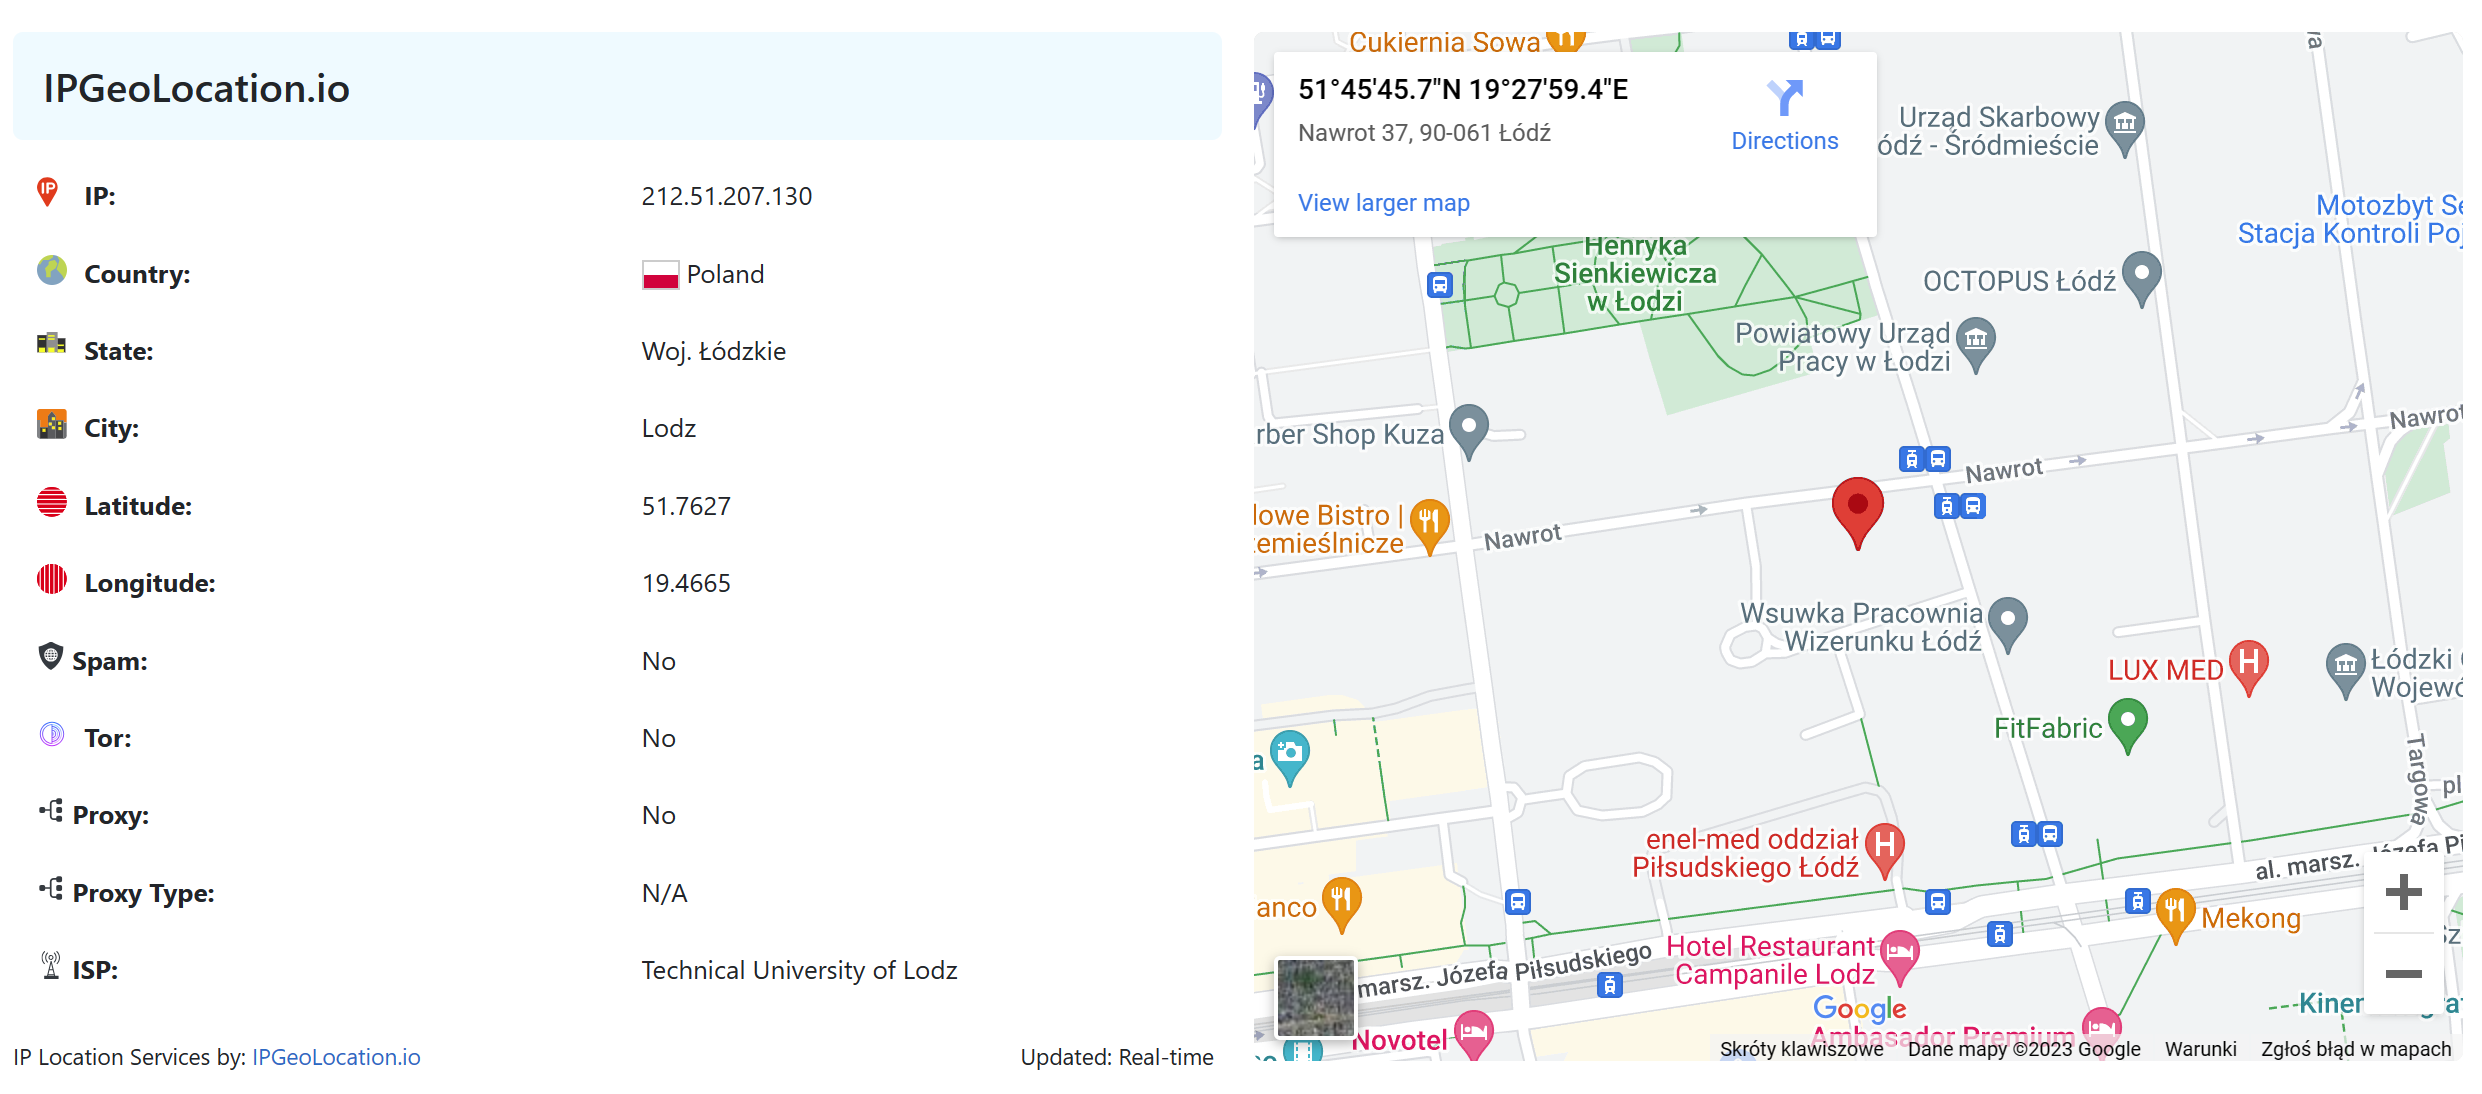 IPGeoLocation.io
IP: 212.51.207.130
Country: Poland
State: Woj. Łódzkie
City: Lodz
Latitude: 51.7627
Longitude: 19.4665
Spam: No
Tor: No
Proxy: No
Proxy Type: N/A
ISP: Technical University of Lodz
IP Location Services by: IPGeoLocation.io
Updated: Real-time
Cukiernia Sowa
51°45'45.7"N 19°27'59.4"E
Nawrot 37, 90-061 Łódź
Directions
View larger map
Urząd Skarbowy
ódź - Śródmieście
Motozbyt Se
Stacja Kontroli Poj
Henryka
Sienkiewicza
w Łodzi
OCTOPUS Łódź
Powiatowy Urząd
Pracy w Łodzi
rber Shop Kuza
Nawrot
Nawrot
lowe Bistro |
zemieślnicze
Nawrot
Wsuwka Pracownia
Wizerunku Łódź
LUX MED
Łódzki
Wojewó
FitFabric
Targowa
pl
a
enel-med oddział
Piłsudskiego Łódź
al. marsz. Józefa Pi
anco
Mekong
marsz. Józefa Piłsudskiego
Hotel Restaurant
Campanile Lodz
Google
Ambasador Premium
Novotel
Skróty klawiszowe
Dane mapy ©2023 Google
Warunki
Zgłoś błąd w mapach